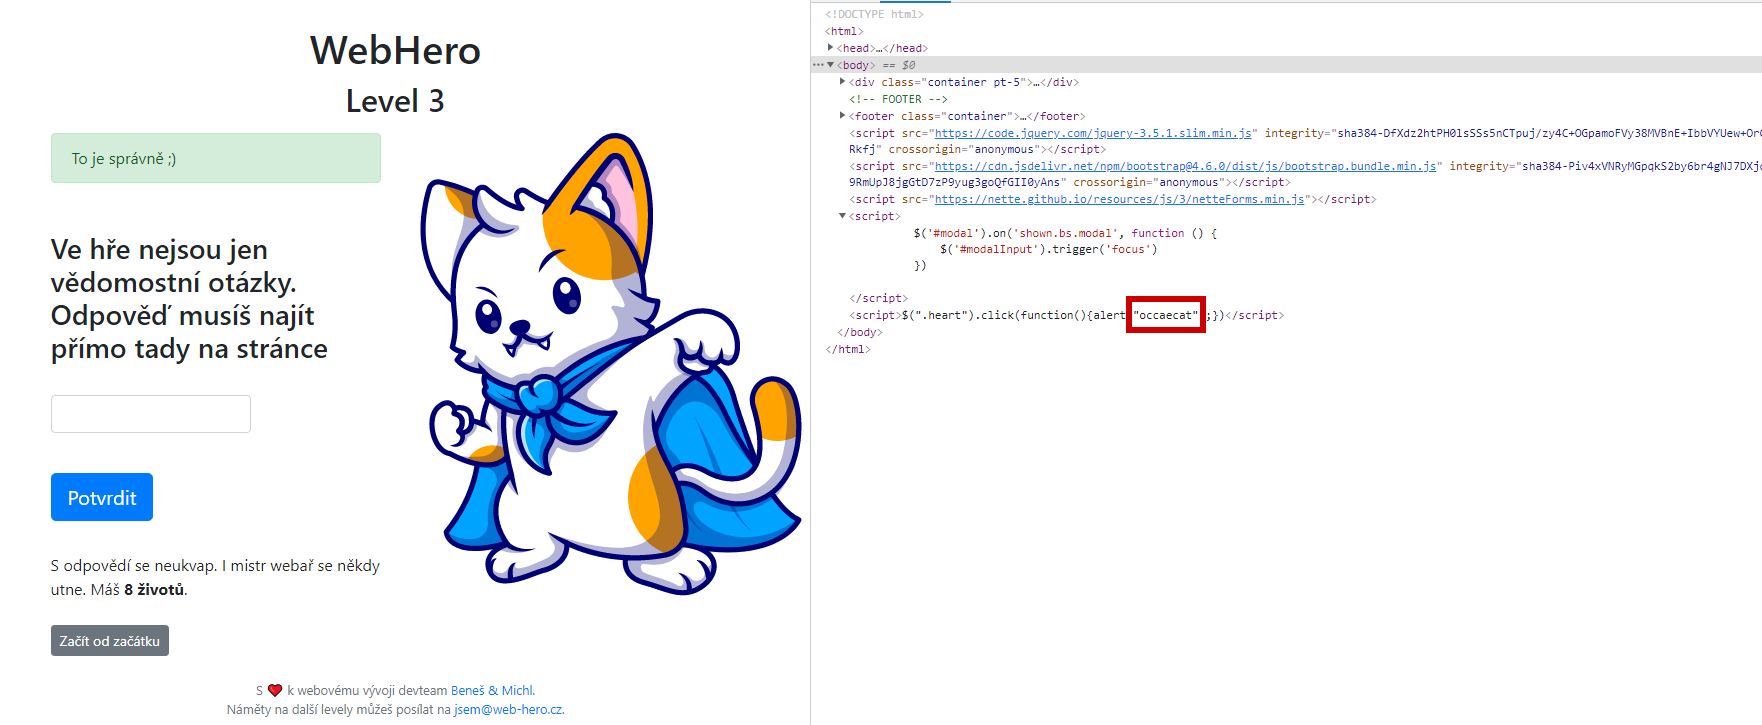 WebHero
Level 3
To je správně ;)
Ve hře nejsou jen
vědomostní otázky.
Odpověď musíš najít
přímo tady na stránce
Potvrdit
S odpovědí se neukvap. I mistr webař se někdy
utne. Máš 8 životů.
Začít od začátku
S ❤ k webovému vývoji devteam Beneš & Michl.
Náměty na další levely můžeš posílat na jsem@web-hero.cz.
<!DOCTYPE html>
<html>
<head>…</head>
<body> == $0
<div class="container pt-5">…</div>
<!-- FOOTER -->
<footer class="container">…</footer>
<script src="https://code.jquery.com/jquery-3.5.1.slim.min.js" integrity="sha384-DfXdz2htPH0lsSSs5nCTpuj/zy4C+OGpamoFVy38MVBnE+IbbVYUew+Or
Rkfj" crossorigin="anonymous"></script>
<script src="https://cdn.jsdelivr.net/npm/bootstrap@4.6.0/dist/js/bootstrap.bundle.min.js" integrity="sha384-Piv4xVNRyMGpqkS2by6br4gNJ7DXj
9RmUpJ8jgGtD7zP9yug3goQfGII0yAns" crossorigin="anonymous"></script>
<script src="https://nette.github.io/resources/js/3/netteForms.min.js"></script>
<script>
$('#modal').on('shown.bs.modal', function () {
$('#modalInput').trigger('focus')
})
</script>
<script>$(".heart").click(function(){alert "occaecat" ;})</script>
</body>
</html>